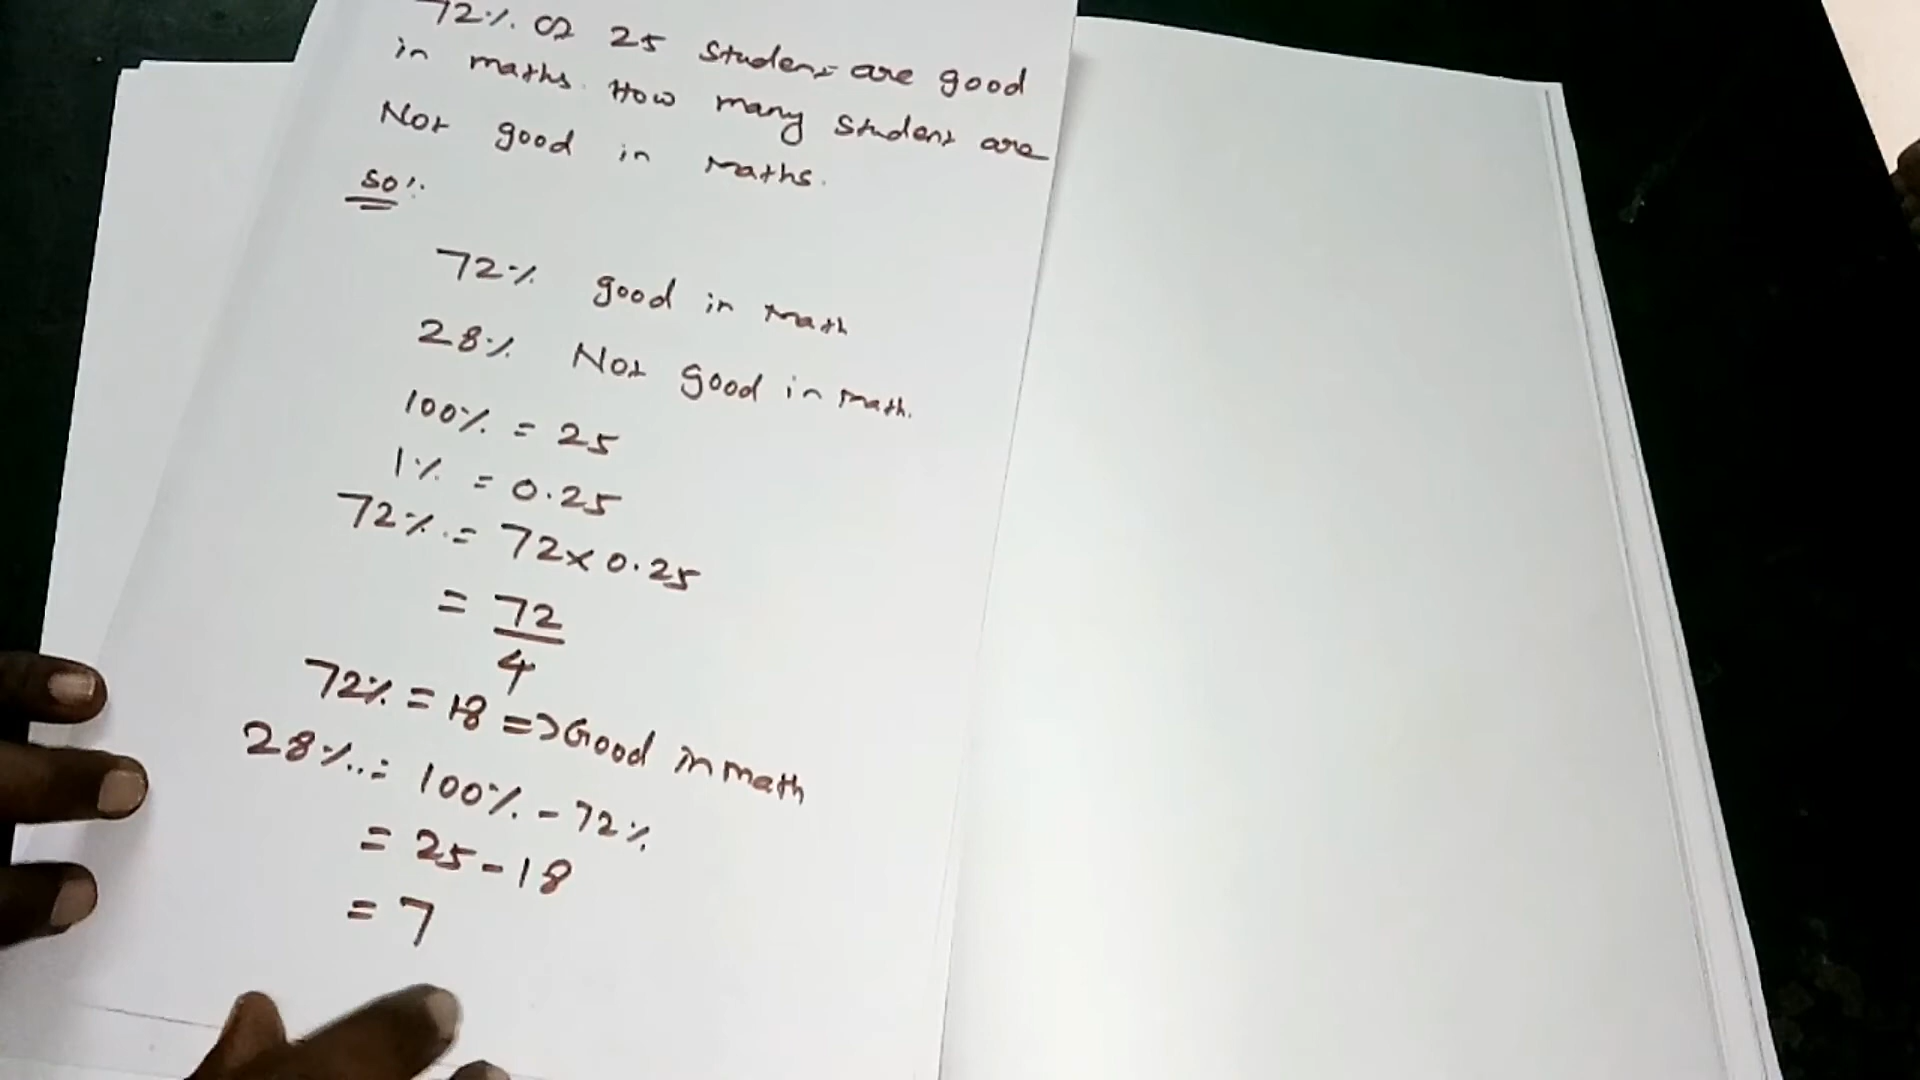 72% of 25 Student are good
in maths. How many Student are
Not good in Maths.
Sol:
72% good in Math
28% Not good in Math.
100% = 25
1% = 0.25
72% = 72 x 0.25
= 72
4
72% = 18 => Good in math
28% = 100% - 72%
= 25 - 18
= 7